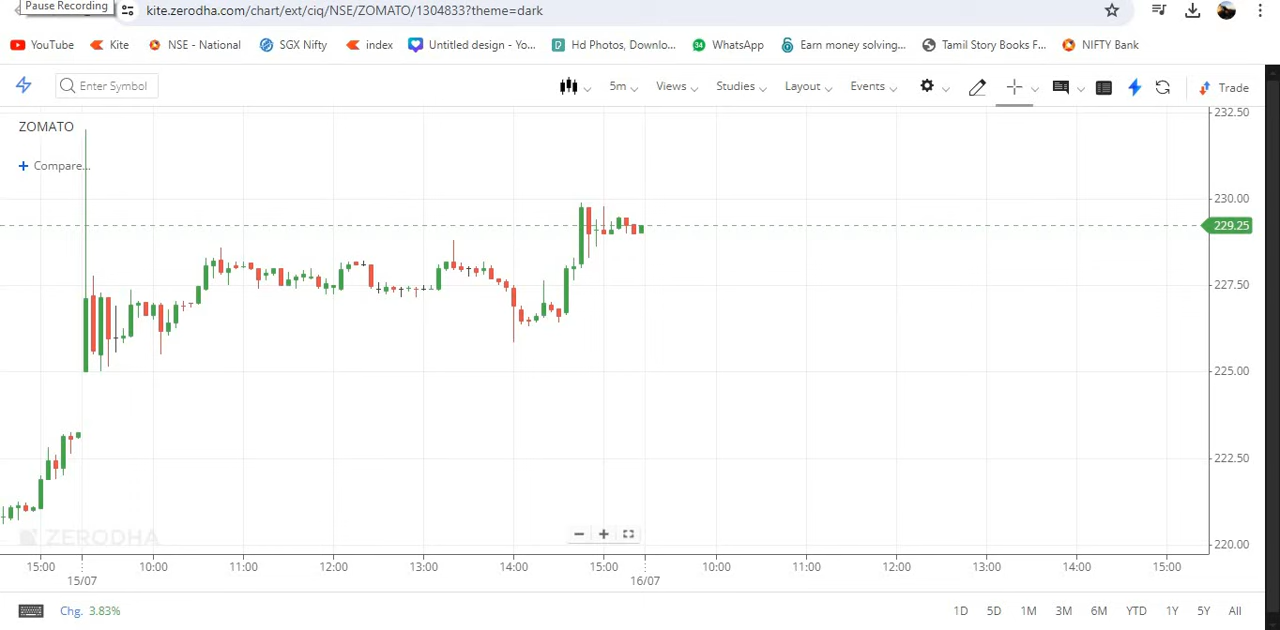 Pause Recording
kite.zerodha.com/chart/ext/ciq/NSE/ZOMATO/1304833?theme=dark
YouTube Kite NSE - National SGX Nifty index Untitled design - Yo... Hd Photos, Downlo... 34 WhatsApp Earn money solving... Tamil Story Books F... NIFTY Bank
Enter Symbol 5m Views Studies Layout Events Trade
ZOMATO
+ Compare...
232.50
230.00
229.25
227.50
225.00
222.50
220.00
ZERODHA
15:00 10:00 11:00 12:00 13:00 14:00 15:00 10:00 11:00 12:00 13:00 14:00 15:00
15/07 16/07
Chg. 3.83% 1D 5D 1M 3M 6M YTD 1Y 5Y All